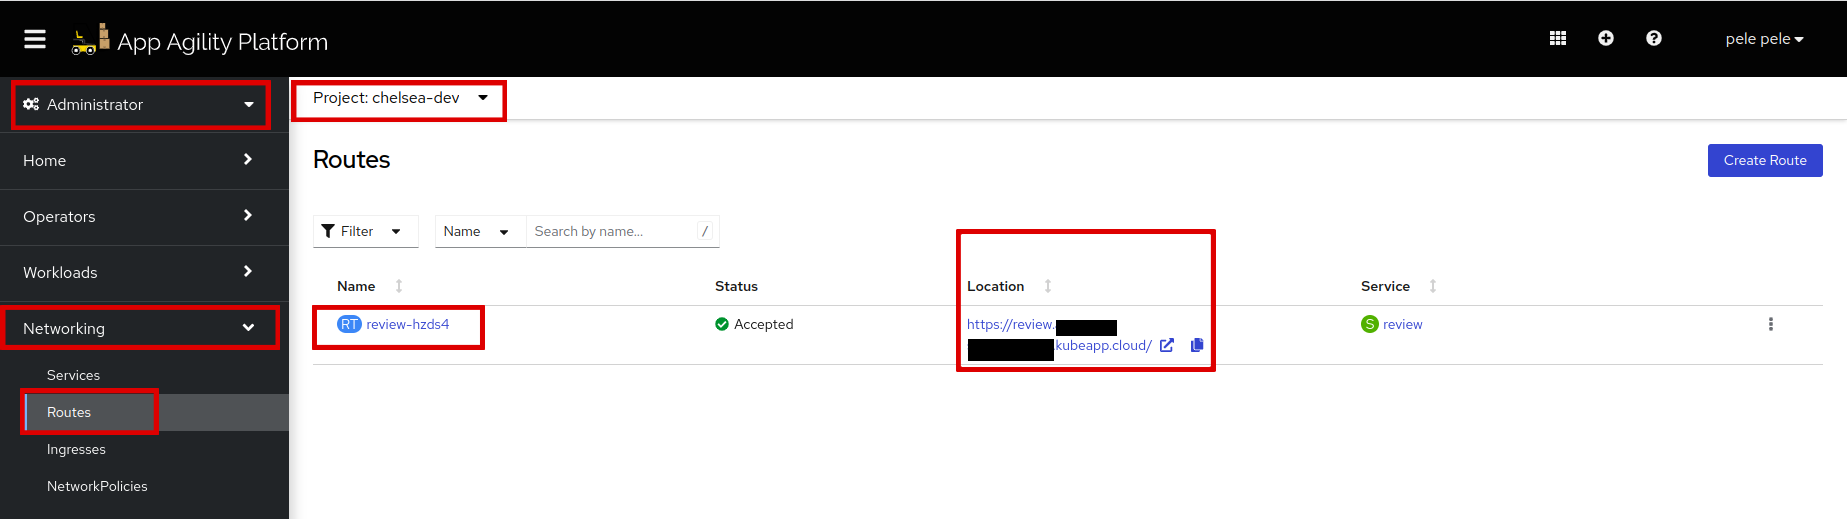 App Agility Platform
pele pele
Administrator
Project: chelsea-dev
Home
Operators
Workloads
Networking
Services
Routes
Ingresses
NetworkPolicies
Routes
Create Route
Filter
Name
Search by name...
/
Name
Status
Location
Service
RT review-hzds4
Accepted
https://review.
.kubeapp.cloud/
S review